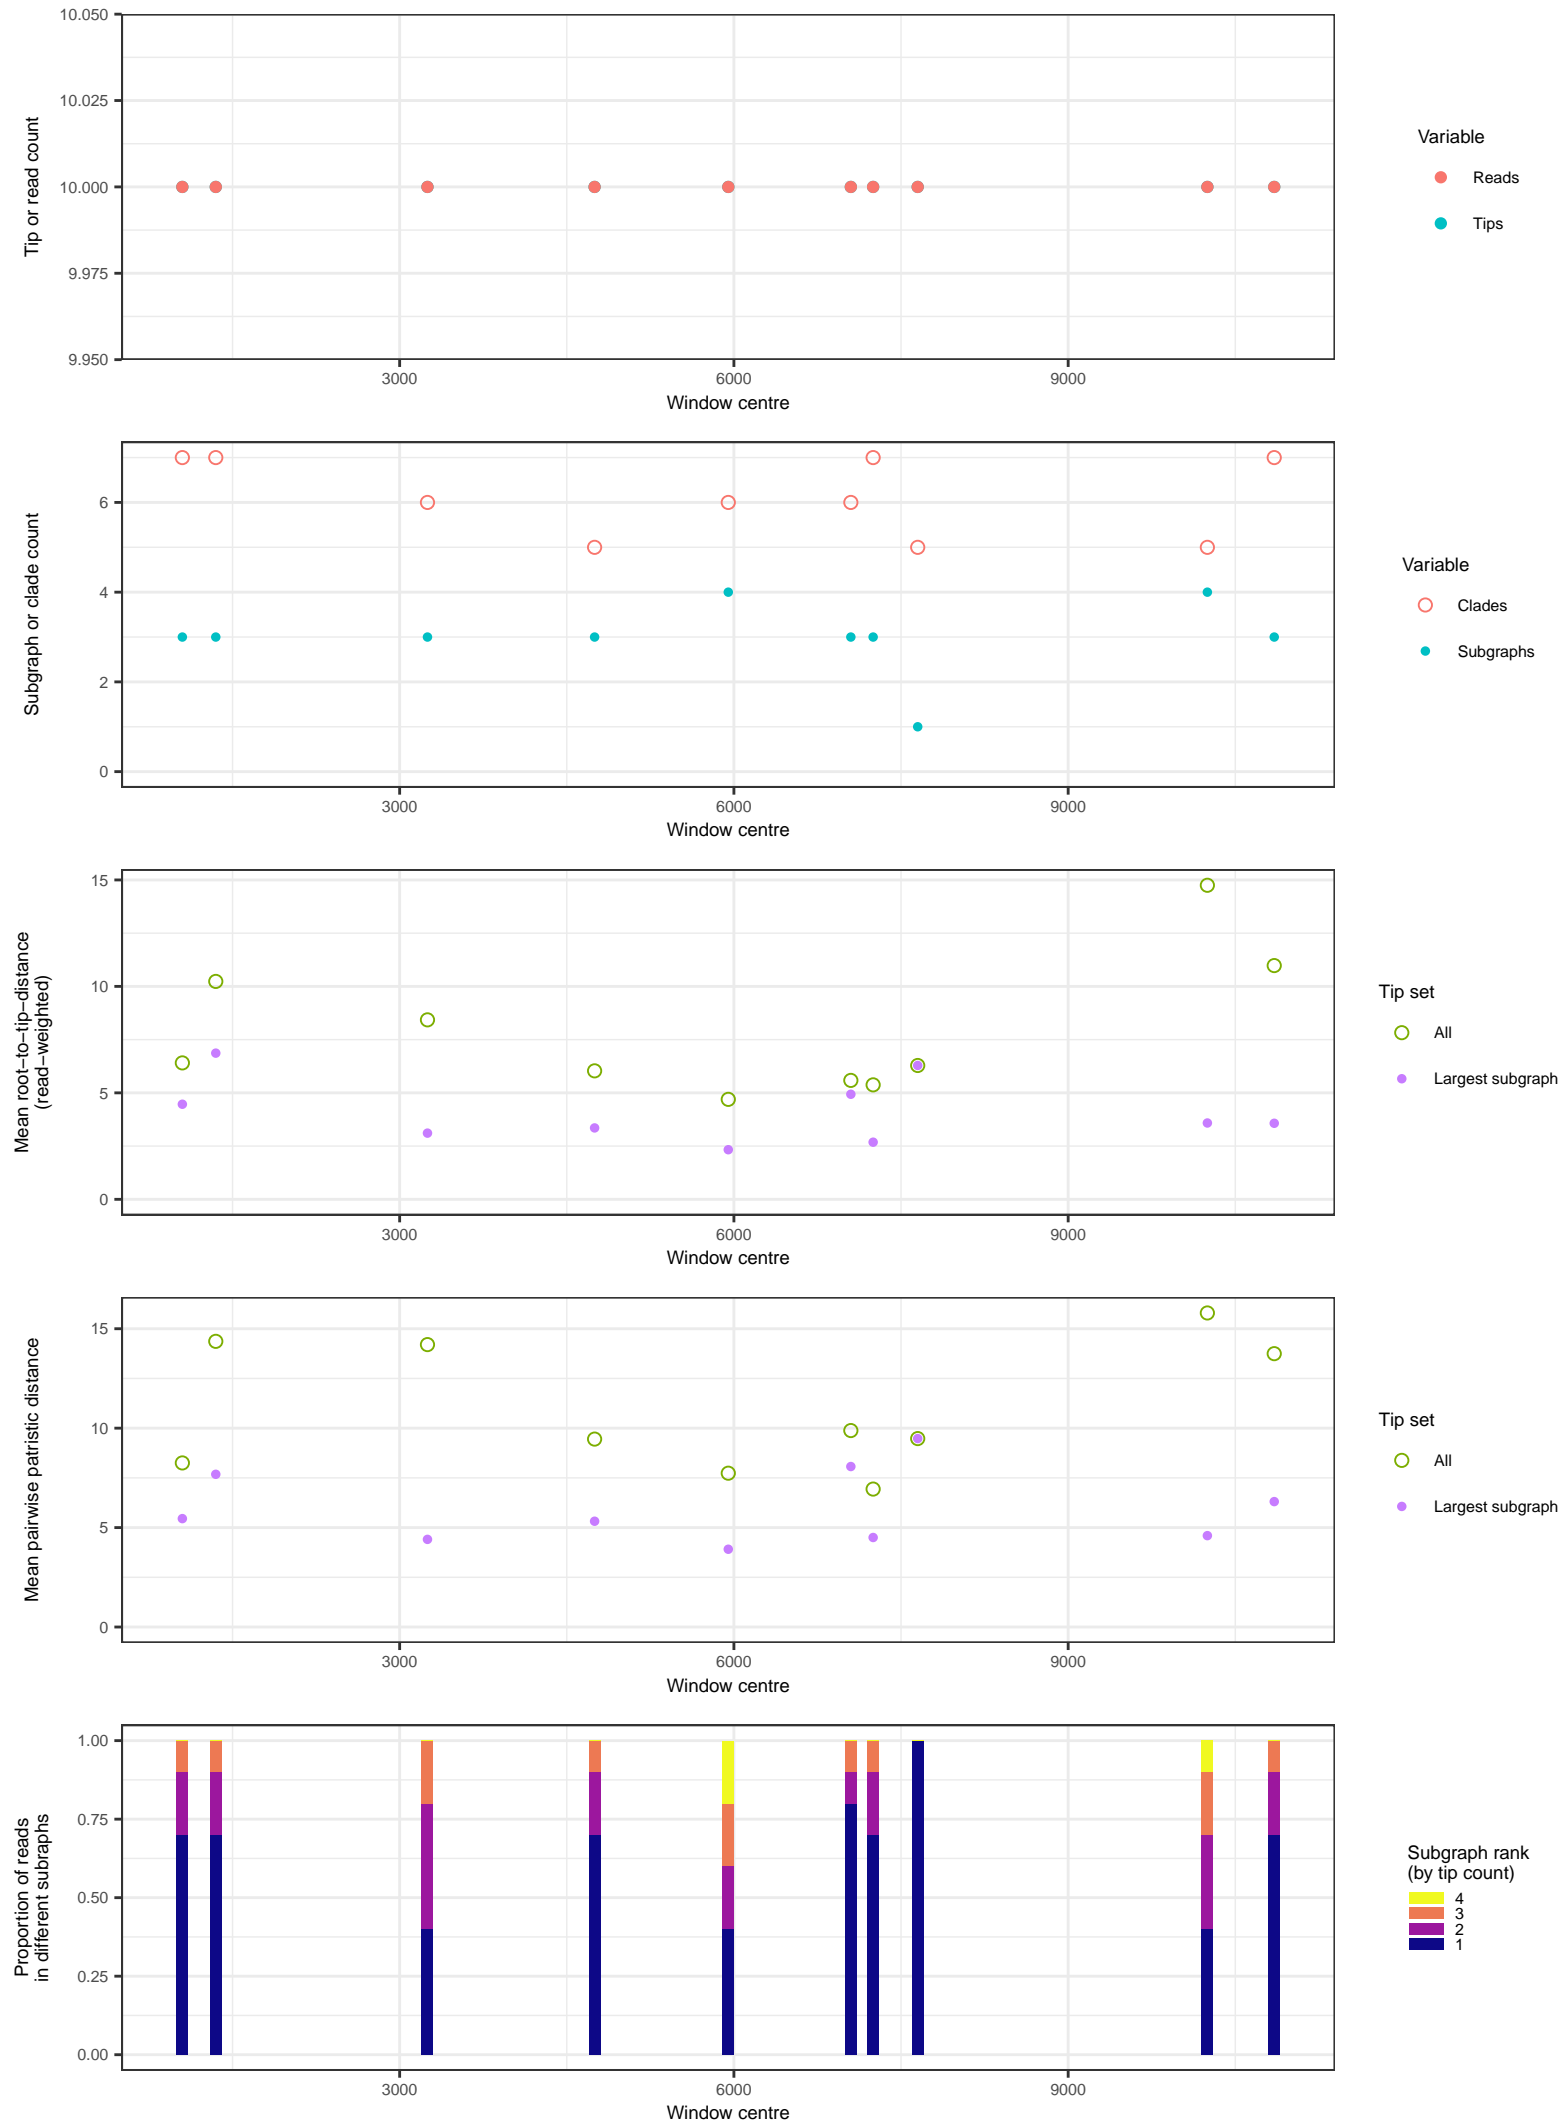 10.050
10.025
10.000
9.975
9.950
Tip or read count
3000 6000 9000
Window centre
Variable
Reads
Tips
6
4
2
0
Subgraph or clade count
3000 6000 9000
Window centre
Variable
Clades
Subgraphs
15
10
5
0
Mean root−to−tip−distance
(read−weighted)
3000 6000 9000
Window centre
Tip set
All
Largest subgraph
15
10
5
0
Mean pairwise patristic distance
3000 6000 9000
Window centre
Tip set
All
Largest subgraph
1.00
0.75
0.50
0.25
0.00
Proportion of reads
in different subraphs
3000 6000 9000
Window centre
Subgraph rank
(by tip count)
4
3
2
1